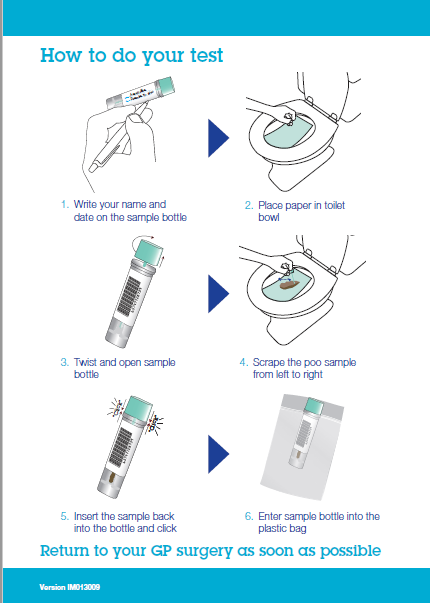 How to do your test
1. Write your name and
date on the sample bottle
2. Place paper in toilet
bowl
3. Twist and open sample
bottle
4. Scrape the poo sample
from left to right
5. Insert the sample back
into the bottle and click
6. Enter sample bottle into the
plastic bag
Return to your GP surgery as soon as possible
Version IM013009